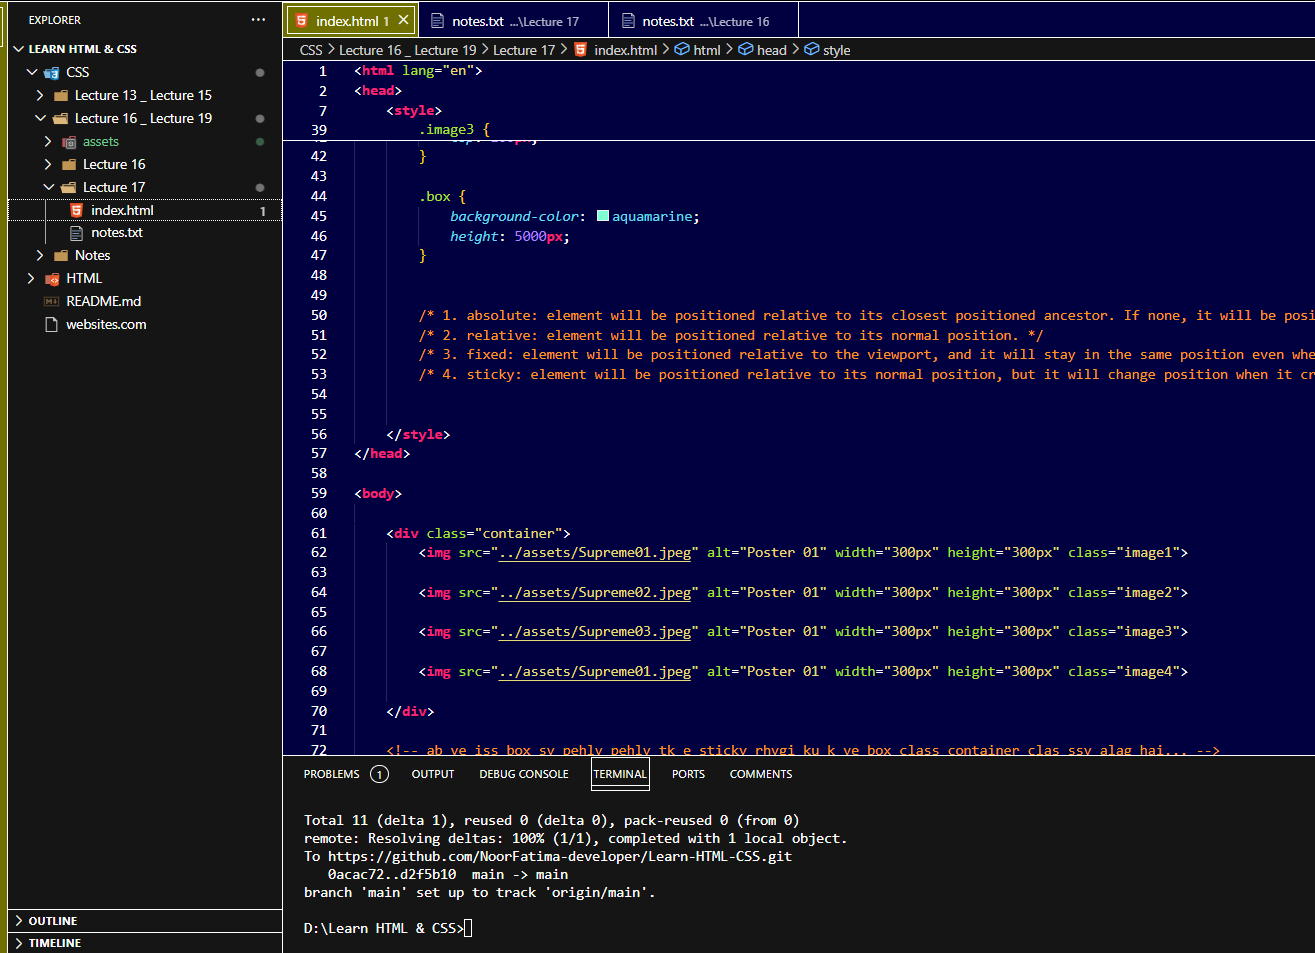 EXPLORER
LEARN HTML & CSS
CSS
Lecture 13 _ Lecture 15
Lecture 16 _ Lecture 19
assets
Lecture 16
Lecture 17
index.html 1
notes.txt
Notes
HTML
README.md
websites.com
OUTLINE
TIMELINE
index.html 1
notes.txt ...\Lecture 17
notes.txt ...\Lecture 16
CSS > Lecture 16 _ Lecture 19 > Lecture 17 > index.html > html > head > style
1 <html lang="en">
2 <head>
7 <style>
39 .image3 {
42 }
43
44 .box {
45 background-color: aquamarine;
46 height: 5000px;
47 }
48
49
50 /* 1. absolute: element will be positioned relative to its closest positioned ancestor. If none, it will be posi
51 /* 2. relative: element will be positioned relative to its normal position. */
52 /* 3. fixed: element will be positioned relative to the viewport, and it will stay in the same position even whe
53 /* 4. sticky: element will be positioned relative to its normal position, but it will change position when it cr
54
55
56 </style>
57 </head>
58
59 <body>
60
61 <div class="container">
62 <img src="../assets/Supreme01.jpeg" alt="Poster 01" width="300px" height="300px" class="image1">
63
64 <img src="../assets/Supreme02.jpeg" alt="Poster 01" width="300px" height="300px" class="image2">
65
66 <img src="../assets/Supreme03.jpeg" alt="Poster 01" width="300px" height="300px" class="image3">
67
68 <img src="../assets/Supreme01.jpeg" alt="Poster 01" width="300px" height="300px" class="image4">
69
70 </div>
71
72 <!-- ab ye iss box sy pehly pehly tk e sticky rhygi ku k ye box class container clas ssy alag hai... -->
PROBLEMS 1 OUTPUT DEBUG CONSOLE TERMINAL PORTS COMMENTS
Total 11 (delta 1), reused 0 (delta 0), pack-reused 0 (from 0)
remote: Resolving deltas: 100% (1/1), completed with 1 local object.
To https://github.com/NoorFatima-developer/Learn-HTML-CSS.git
0acac72..d2f5b10 main -> main
branch 'main' set up to track 'origin/main'.
D:\Learn HTML & CSS>